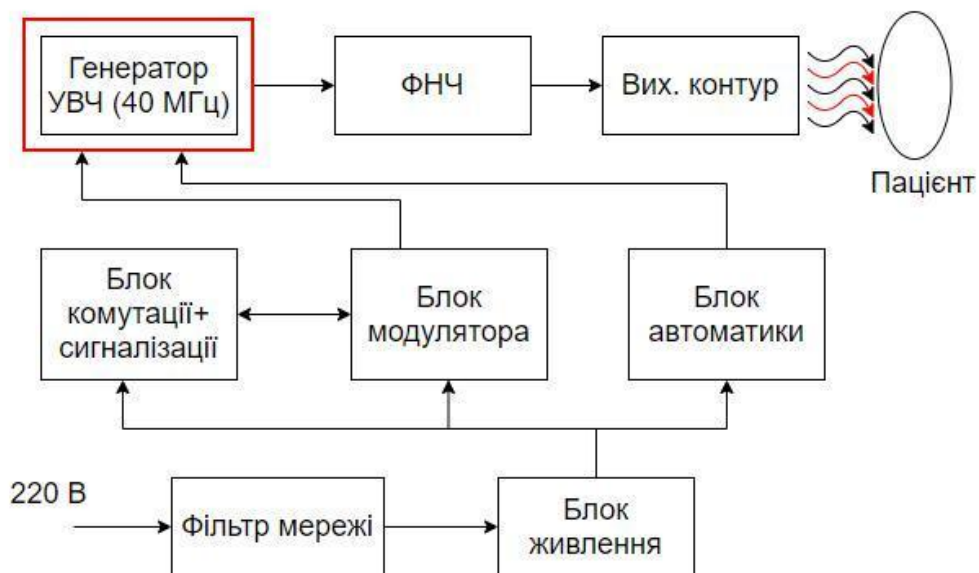 Генератор
УВЧ (40 МГц)
ФНЧ
Вих. контур
Пацієнт
Блок
комутації+
сигналізації
Блок
модулятора
Блок
автоматики
220 В
Фільтр мережі
Блок
живлення